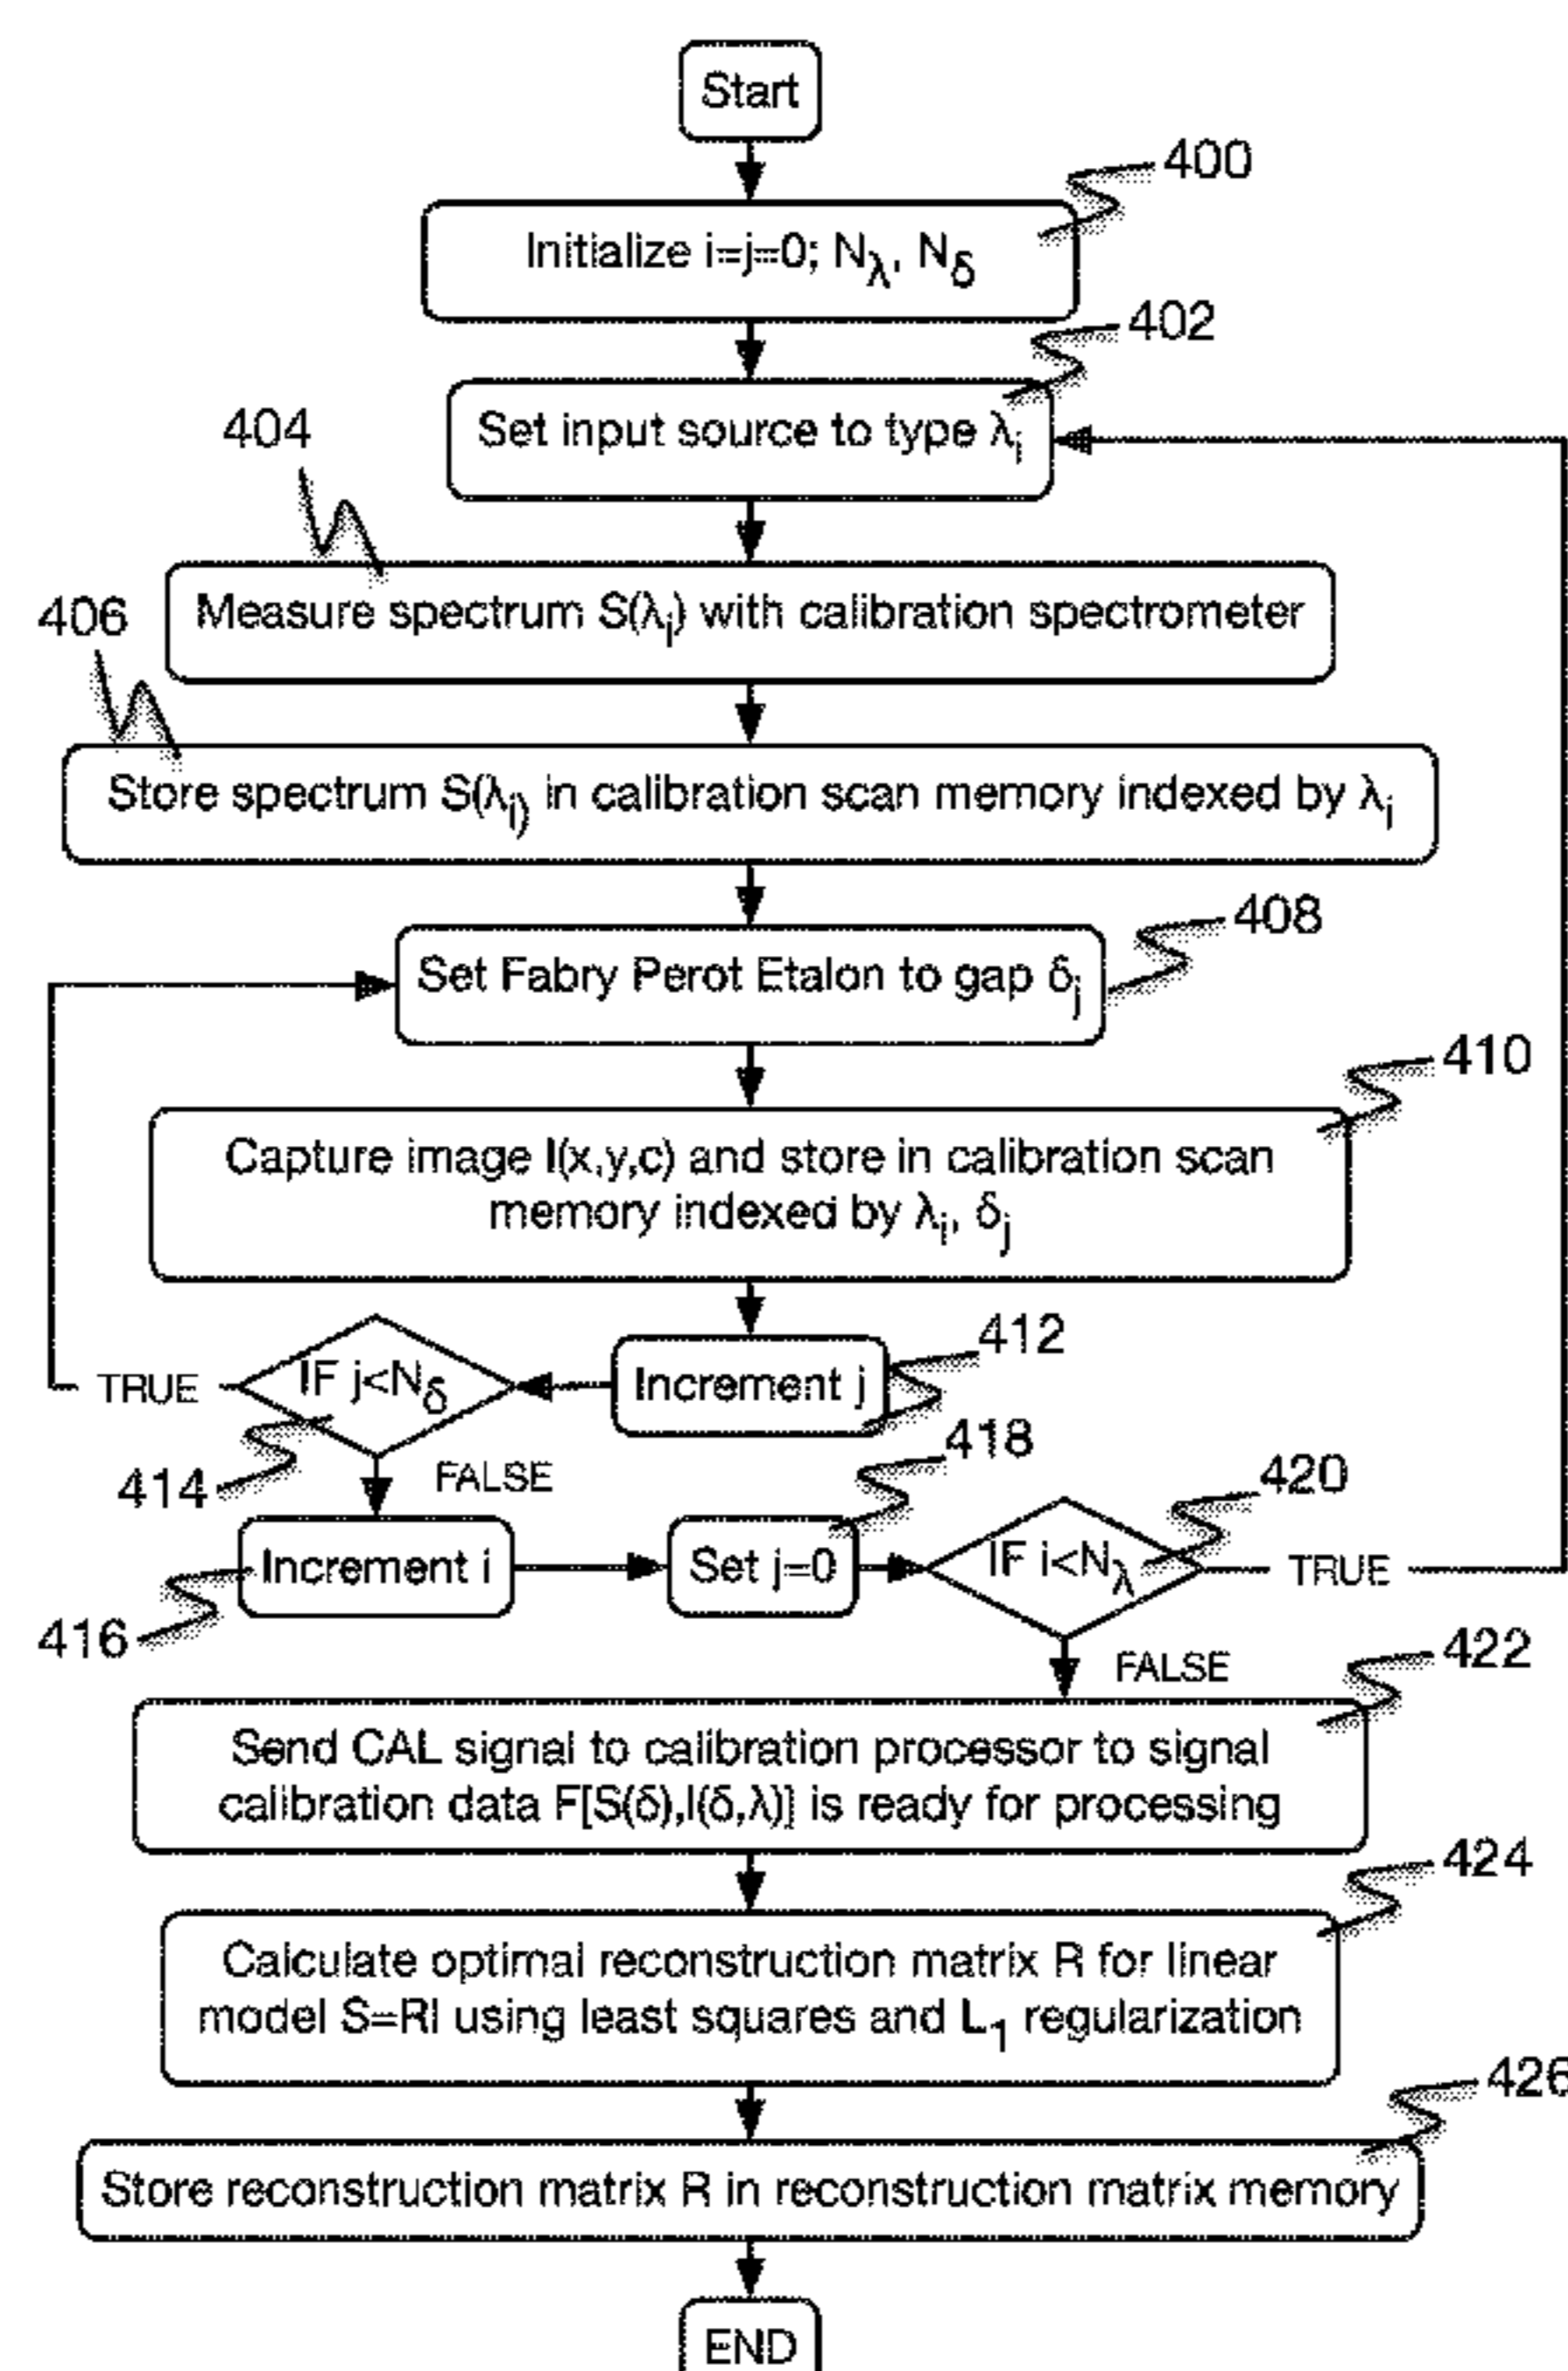 Start
400
Initialize i=j=0; Nλ, Nδ
402
Set input source to type λi
404
Measure spectrum S(λi) with calibration spectrometer
406
Store spectrum S(λi) in calibration scan memory indexed by λi
408
Set Fabry Perot Etalon to gap δj
410
Capture image I(x,y,c) and store in calibration scan
memory indexed by λi, δj
412
Increment j
IF j<Nδ
TRUE
414
FALSE
416
Increment i
418
Set j=0
420
IF i<Nλ
TRUE
FALSE
422
Send CAL signal to calibration processor to signal
calibration data F[S(δ),I(δ,λ)] is ready for processing
424
Calculate optimal reconstruction matrix R for linear
model S=RI using least squares and L1 regularization
426
Store reconstruction matrix R in reconstruction matrix memory
END